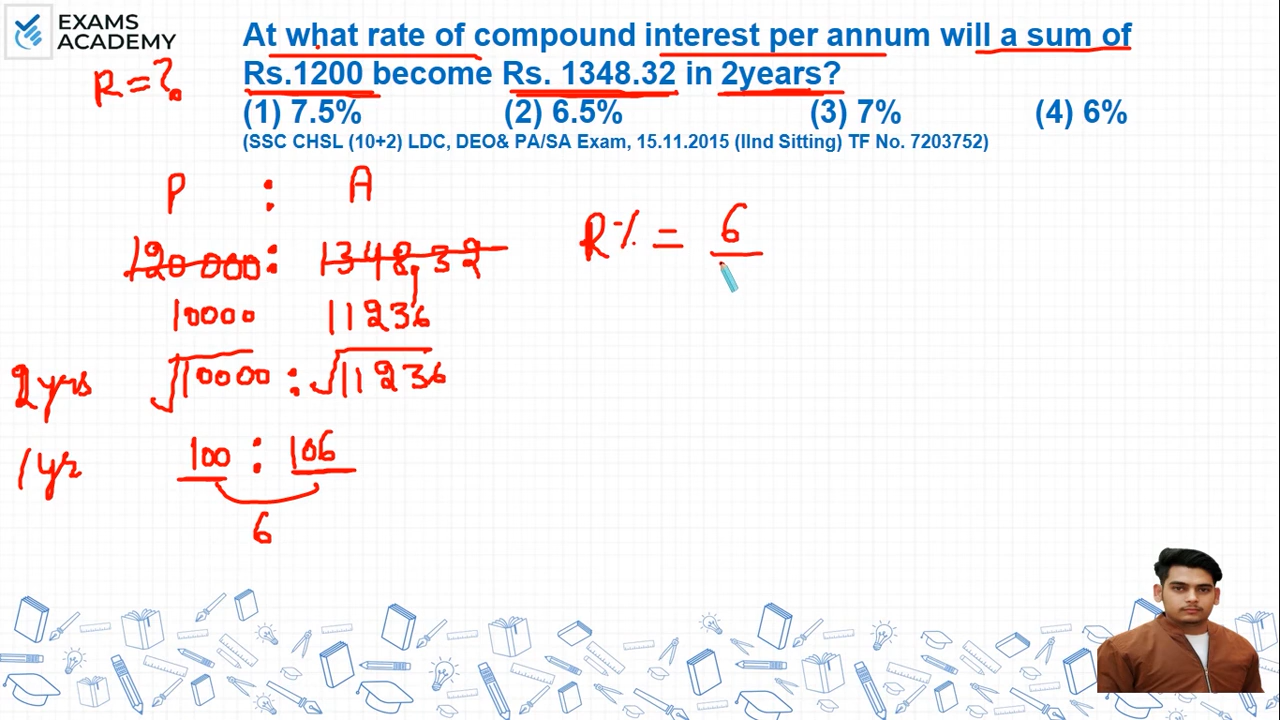 EXAMS
ACADEMY
At what rate of compound interest per annum will a sum of
Rs.1200 become Rs. 1348.32 in 2years?
R = ?
(1) 7.5% (2) 6.5% (3) 7% (4) 6%
(SSC CHSL (10+2) LDC, DEO& PA/SA Exam, 15.11.2015 (IInd Sitting) TF No. 7203752)
P : A
120000 : 1348.32
10000 11236
2yrs √10000 : √11236
1yr 100 : 106
6
R% = 6